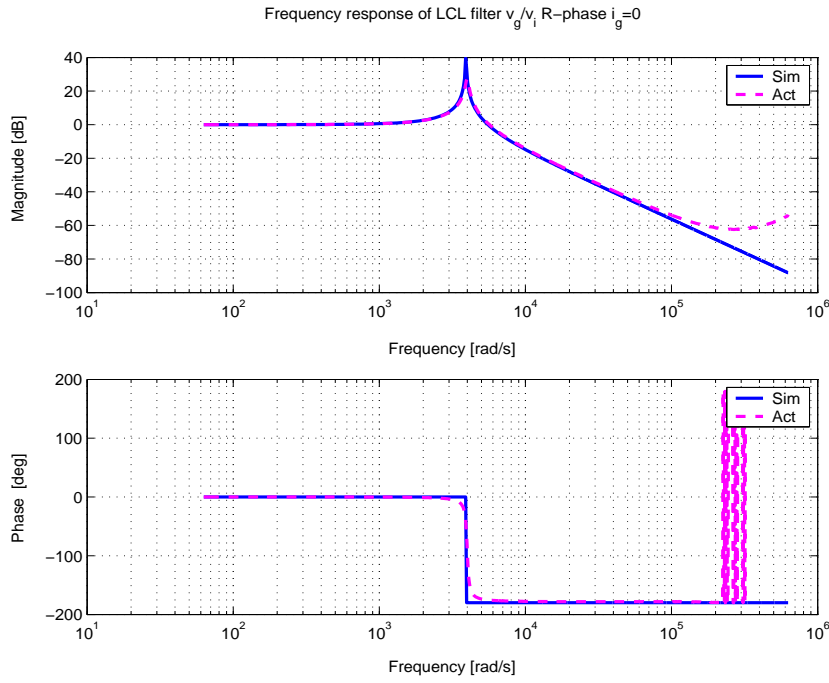 Frequency response of LCL filter v_g/v_i R−phase i_g=0
40
20
0
−20
−40
−60
−80
−100
Magnitude [dB]
Sim
Act
10^1
10^2
10^3
10^4
10^5
10^6
Frequency [rad/s]
200
100
0
−100
−200
Phase [deg]
Sim
Act
10^1
10^2
10^3
10^4
10^5
10^6
Frequency [rad/s]